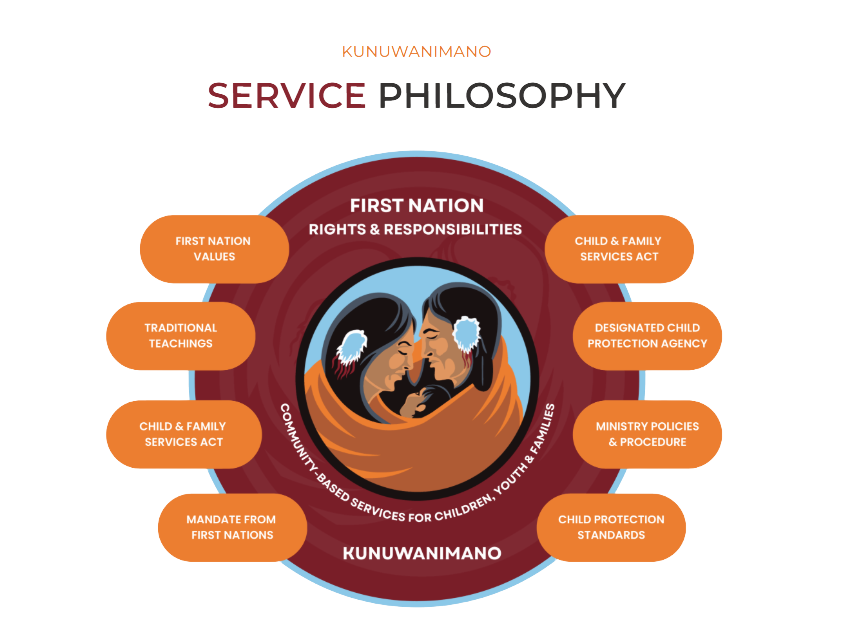 KUNUWANIMANO
SERVICE PHILOSOPHY
FIRST NATION
RIGHTS & RESPONSIBILITIES
FIRST NATION
VALUES
TRADITIONAL
TEACHINGS
CHILD & FAMILY
SERVICES ACT
MANDATE FROM
FIRST NATIONS
CHILD & FAMILY
SERVICES ACT
DESIGNATED CHILD
PROTECTION AGENCY
MINISTRY POLICIES
& PROCEDURE
CHILD PROTECTION
STANDARDS
COMMUNITY-BASED SERVICES FOR CHILDREN, YOUTH & FAMILIES
KUNUWANIMANO